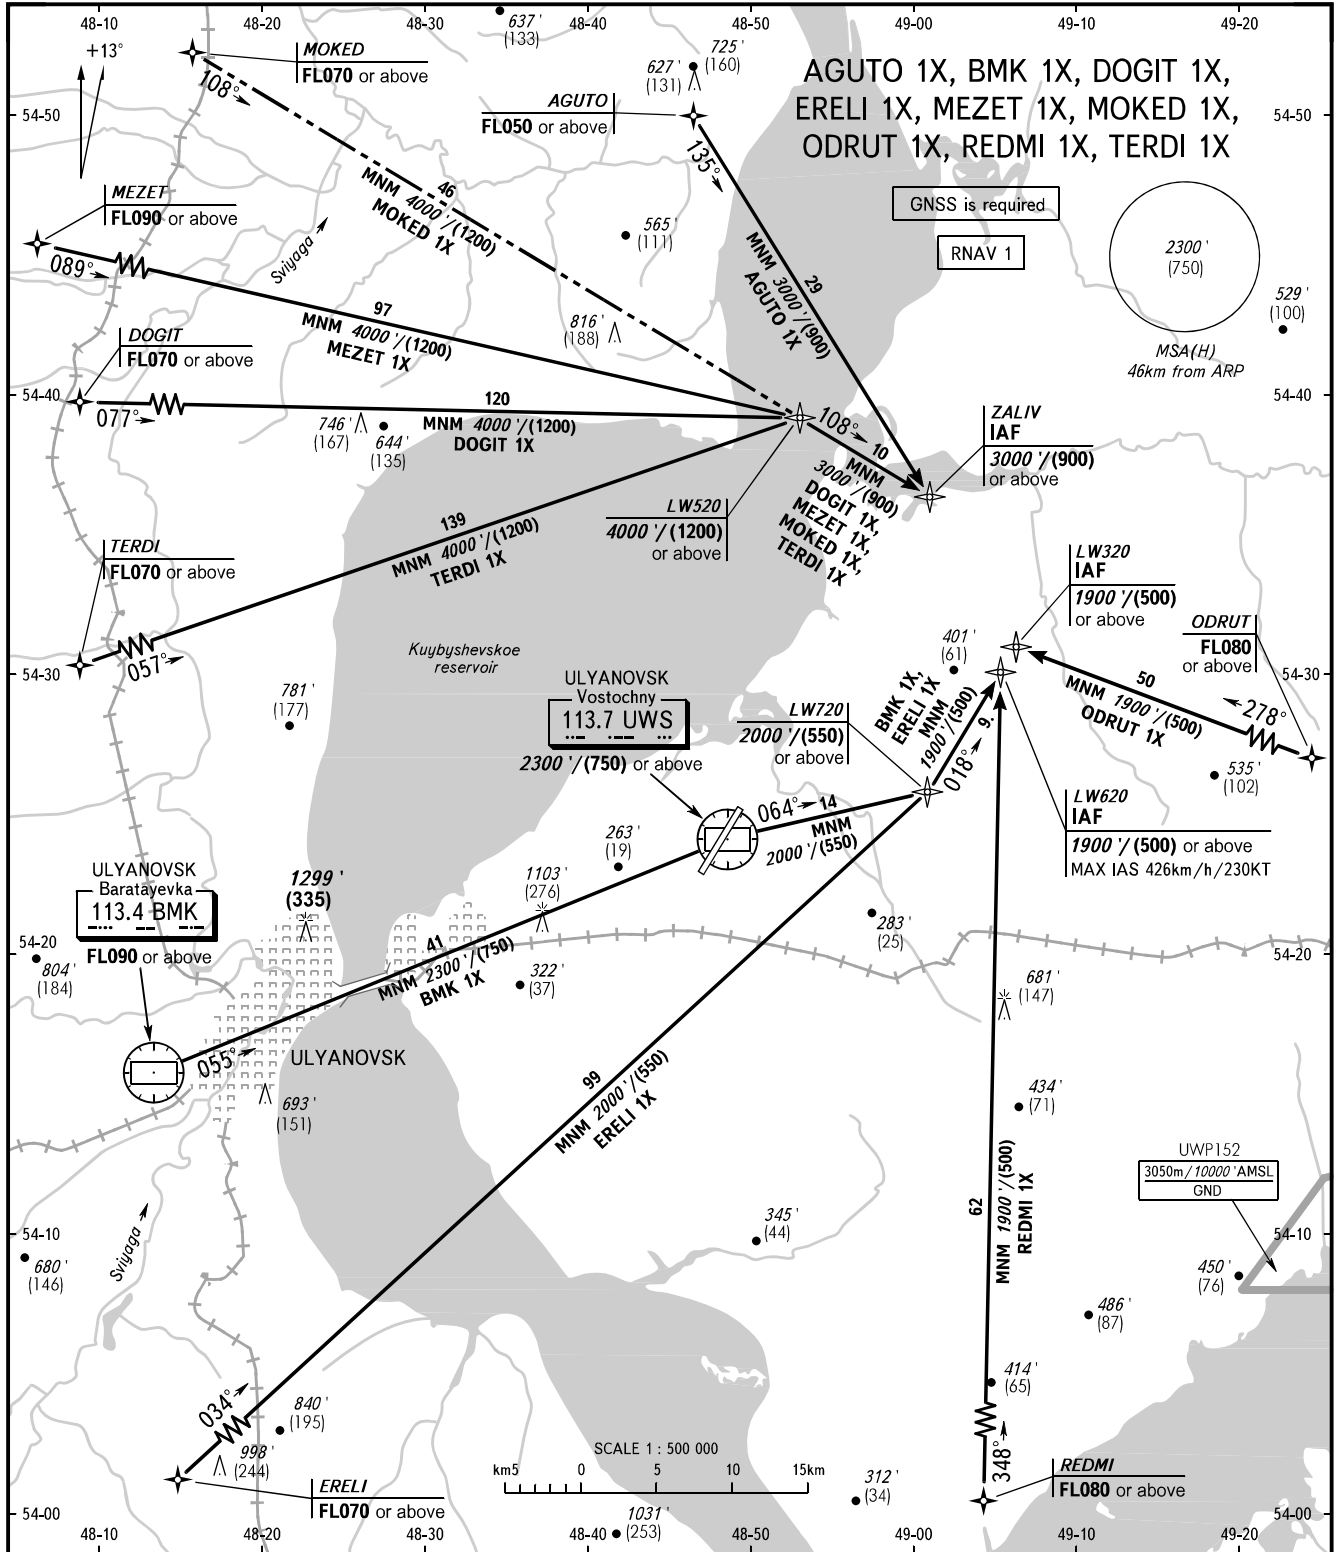 48-10 48-20 48-30 48-40 48-50 49-00 49-10 49-20
637'
(133)
+13°
MOKED
FL070 or above
108°
725'
(160)
627'
(131)
AGUTO
FL050 or above
AGUTO 1X, BMK 1X, DOGIT 1X,
ERELI 1X, MEZET 1X, MOKED 1X,
ODRUT 1X, REDMI 1X, TERDI 1X
54-50
54-50
135°
MEZET
FL090 or above
089°
46
MNM 4000'/(1200)
MOKED 1X
Sviyaga
565'
(111)
GNSS is required
RNAV 1
2300'
(750)
MSA(H)
46km from ARP
529'
(100)
29
MNM 3000'/(900)
AGUTO 1X
97
MNM 4000'/(1200)
MEZET 1X
816'
(188)
DOGIT
FL070 or above
077°
54-40
54-40
120
MNM 4000'/(1200)
DOGIT 1X
746'
(167)
644'
(135)
108°
10
MNM
3000'/(900)
DOGIT 1X,
MEZET 1X,
MOKED 1X,
TERDI 1X
ZALIV
IAF
3000'/(900)
or above
LW520
4000'/(1200)
or above
139
MNM 4000'/(1200)
TERDI 1X
TERDI
FL070 or above
057°
LW320
IAF
1900'/(500)
or above
ODRUT
FL080
or above
401'
(61)
54-30
54-30
Kuybyshevskoe
reservoir
50
MNM 1900'/(500)
ODRUT 1X
278°
535'
(102)
781'
(177)
ULYANOVSK
Vostochny
113.7 UWS
2300'/(750) or above
LW720
2000'/(550)
or above
BMK 1X,
ERELI 1X
MNM
1900'/(500)
018°
9.
LW620
IAF
1900'/(500) or above
MAX IAS 426km/h/230KT
064°
14
MNM
2000'/(550)
263'
(19)
ULYANOVSK
Baratayevka
113.4 BMK
FL090 or above
1299'
(335)
1103'
(276)
283'
(25)
54-20
54-20
804'
(184)
41
MNM 2300'/(750)
BMK 1X
322'
(37)
681'
(147)
055°
ULYANOVSK
693'
(151)
99
MNM 2000'/(550)
ERELI 1X
434'
(71)
UWP152
3050m/10000'AMSL
GND
62
MNM 1900'/(500)
REDMI 1X
Sviyaga
54-10
54-10
680'
(146)
345'
(44)
450'
(76)
486'
(87)
414'
(65)
034°
840'
(195)
998'
(244)
SCALE 1 : 500 000
km5 0 5 10 15km
348°
312'
(34)
REDMI
FL080 or above
ERELI
FL070 or above
1031'
(253)
54-00
54-00
48-10 48-20 48-30 48-40 48-50 49-00 49-10 49-20